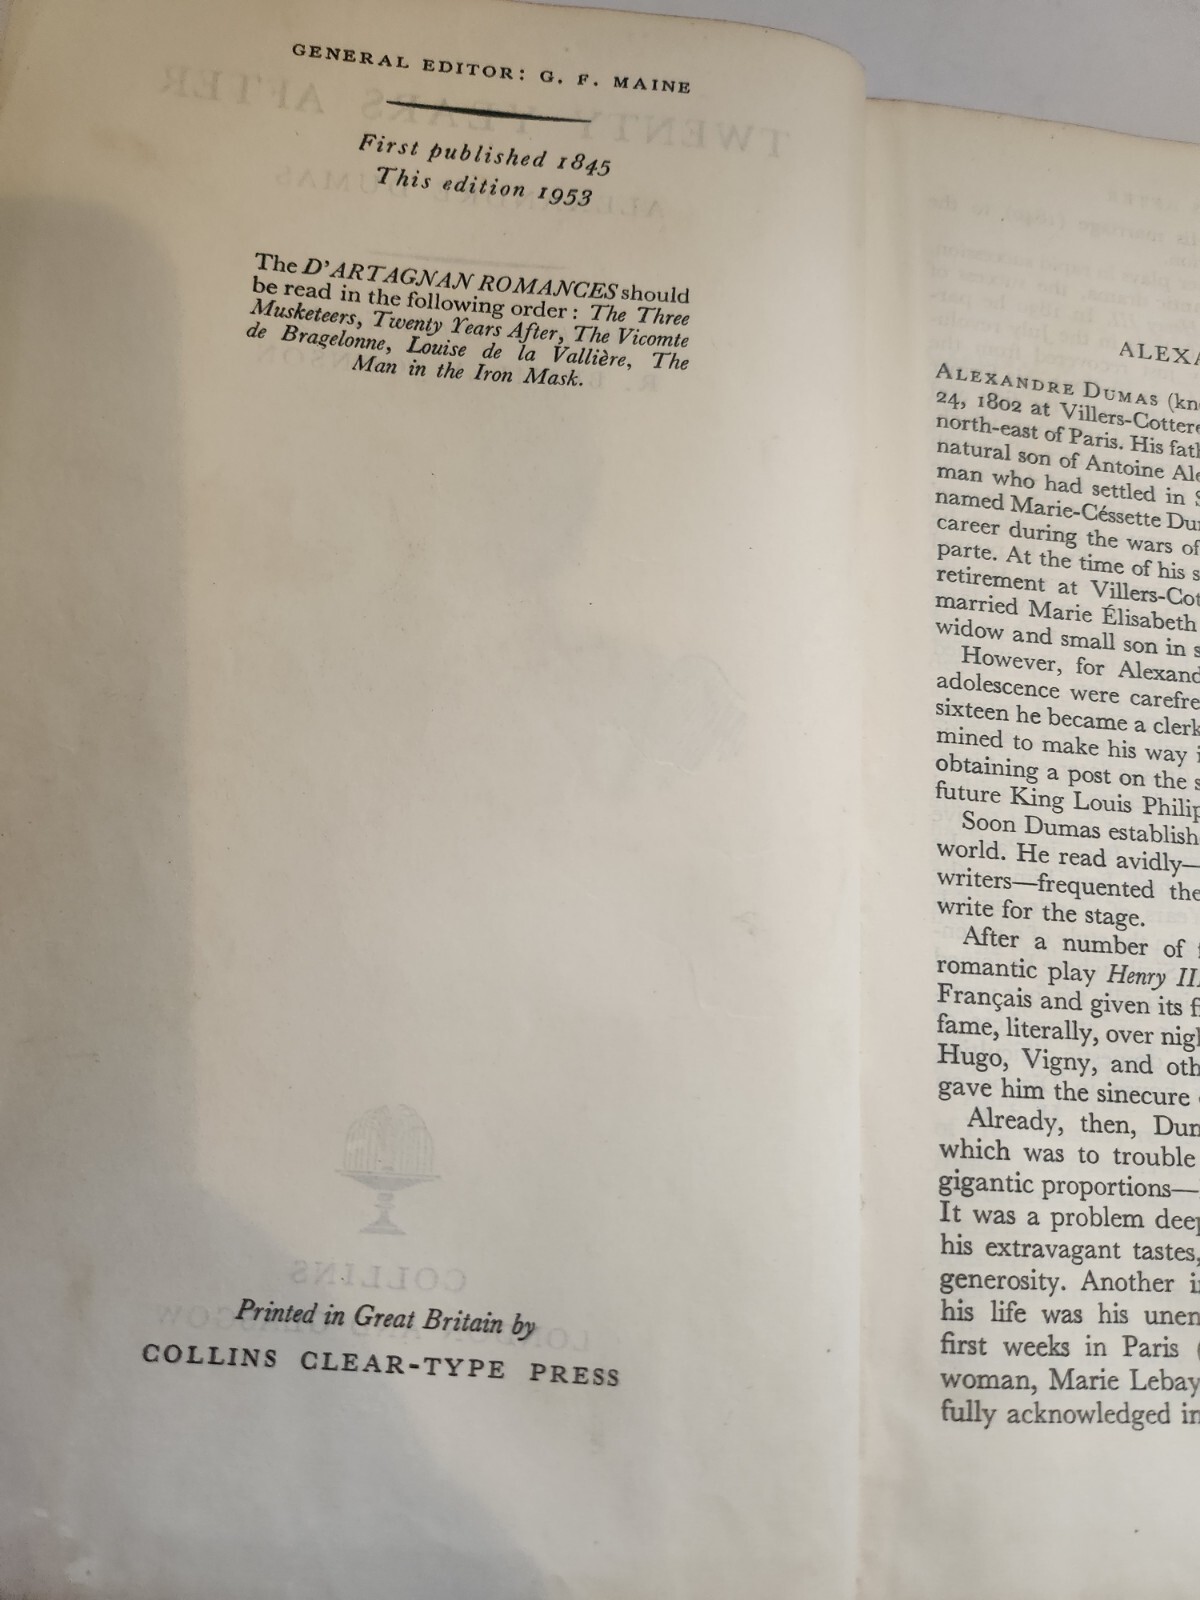 GENERAL EDITOR: G. F. MAINE
First published 1845
This edition 1953
The D'ARTAGNAN ROMANCES should
be read in the following order: The Three
Musketeers, Twenty Years After, The Vicomte
de Bragelonne, Louise de la Vallière, The
Man in the Iron Mask.
COLLINS
Printed in Great Britain by
COLLINS CLEAR-TYPE PRESS
ALEXA
ALEXANDRE DUMAS (kn
24, 1802 at Villers-Cotter
north-east of Paris. His fat
natural son of Antoine Al
man who had settled in S
named Marie-Céssette Du
career during the wars of
parte. At the time of his s
retirement at Villers-Cot
married Marie Élisabeth
widow and small son in s
However, for Alexand
adolescence were carefre
sixteen he became a clerk
mined to make his way i
obtaining a post on the s
future King Louis Philip
Soon Dumas establish
world. He read avidly—
writers—frequented the
write for the stage.
After a number of
romantic play Henry III
Français and given its fi
fame, literally, over nigh
Hugo, Vigny, and oth
gave him the sinecure
Already, then, Dum
which was to trouble
gigantic proportions—
It was a problem deep
his extravagant tastes,
generosity. Another i
his life was his unen
first weeks in Paris (
woman, Marie Lebay
fully acknowledged in